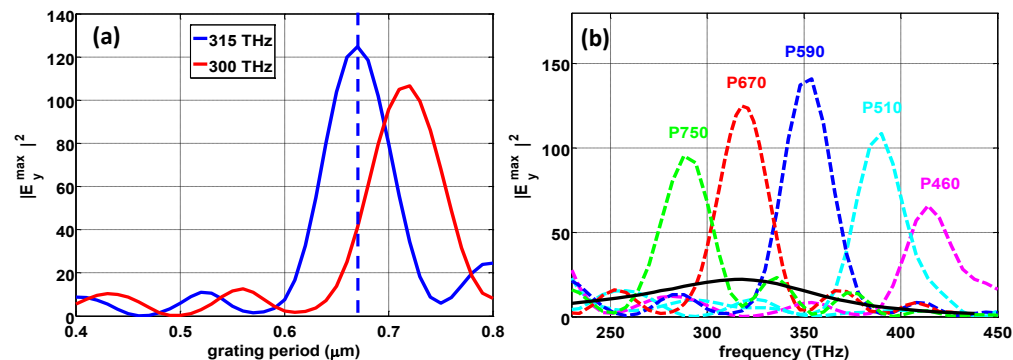 (a)
315 THz
300 THz
|E_y^max|^2
140
120
100
80
60
40
20
0
0.4
0.5
0.6
0.7
0.8
grating period (μm)
(b)
P590
P670
P750
P510
P460
|E_y^max|^2
150
100
50
0
250
300
350
400
450
frequency (THz)